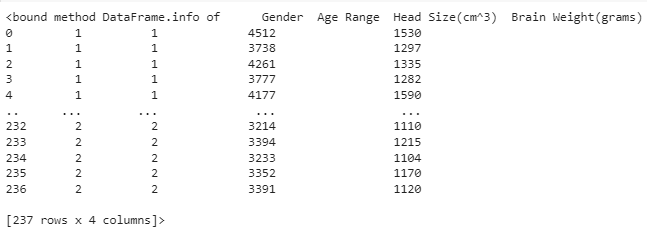 <bound method DataFrame.info of      Gender  Age Range  Head Size(cm^3)  Brain Weight(grams)
0         1         1            4512                1530
1         1         1            3738                1297
2         1         1            4261                1335
3         1         1            3777                1282
4         1         1            4177                1590
..      ...       ...             ...                 ...
232       2         2            3214                1110
233       2         2            3394                1215
234       2         2            3233                1104
235       2         2            3352                1170
236       2         2            3391                1120
[237 rows x 4 columns]>